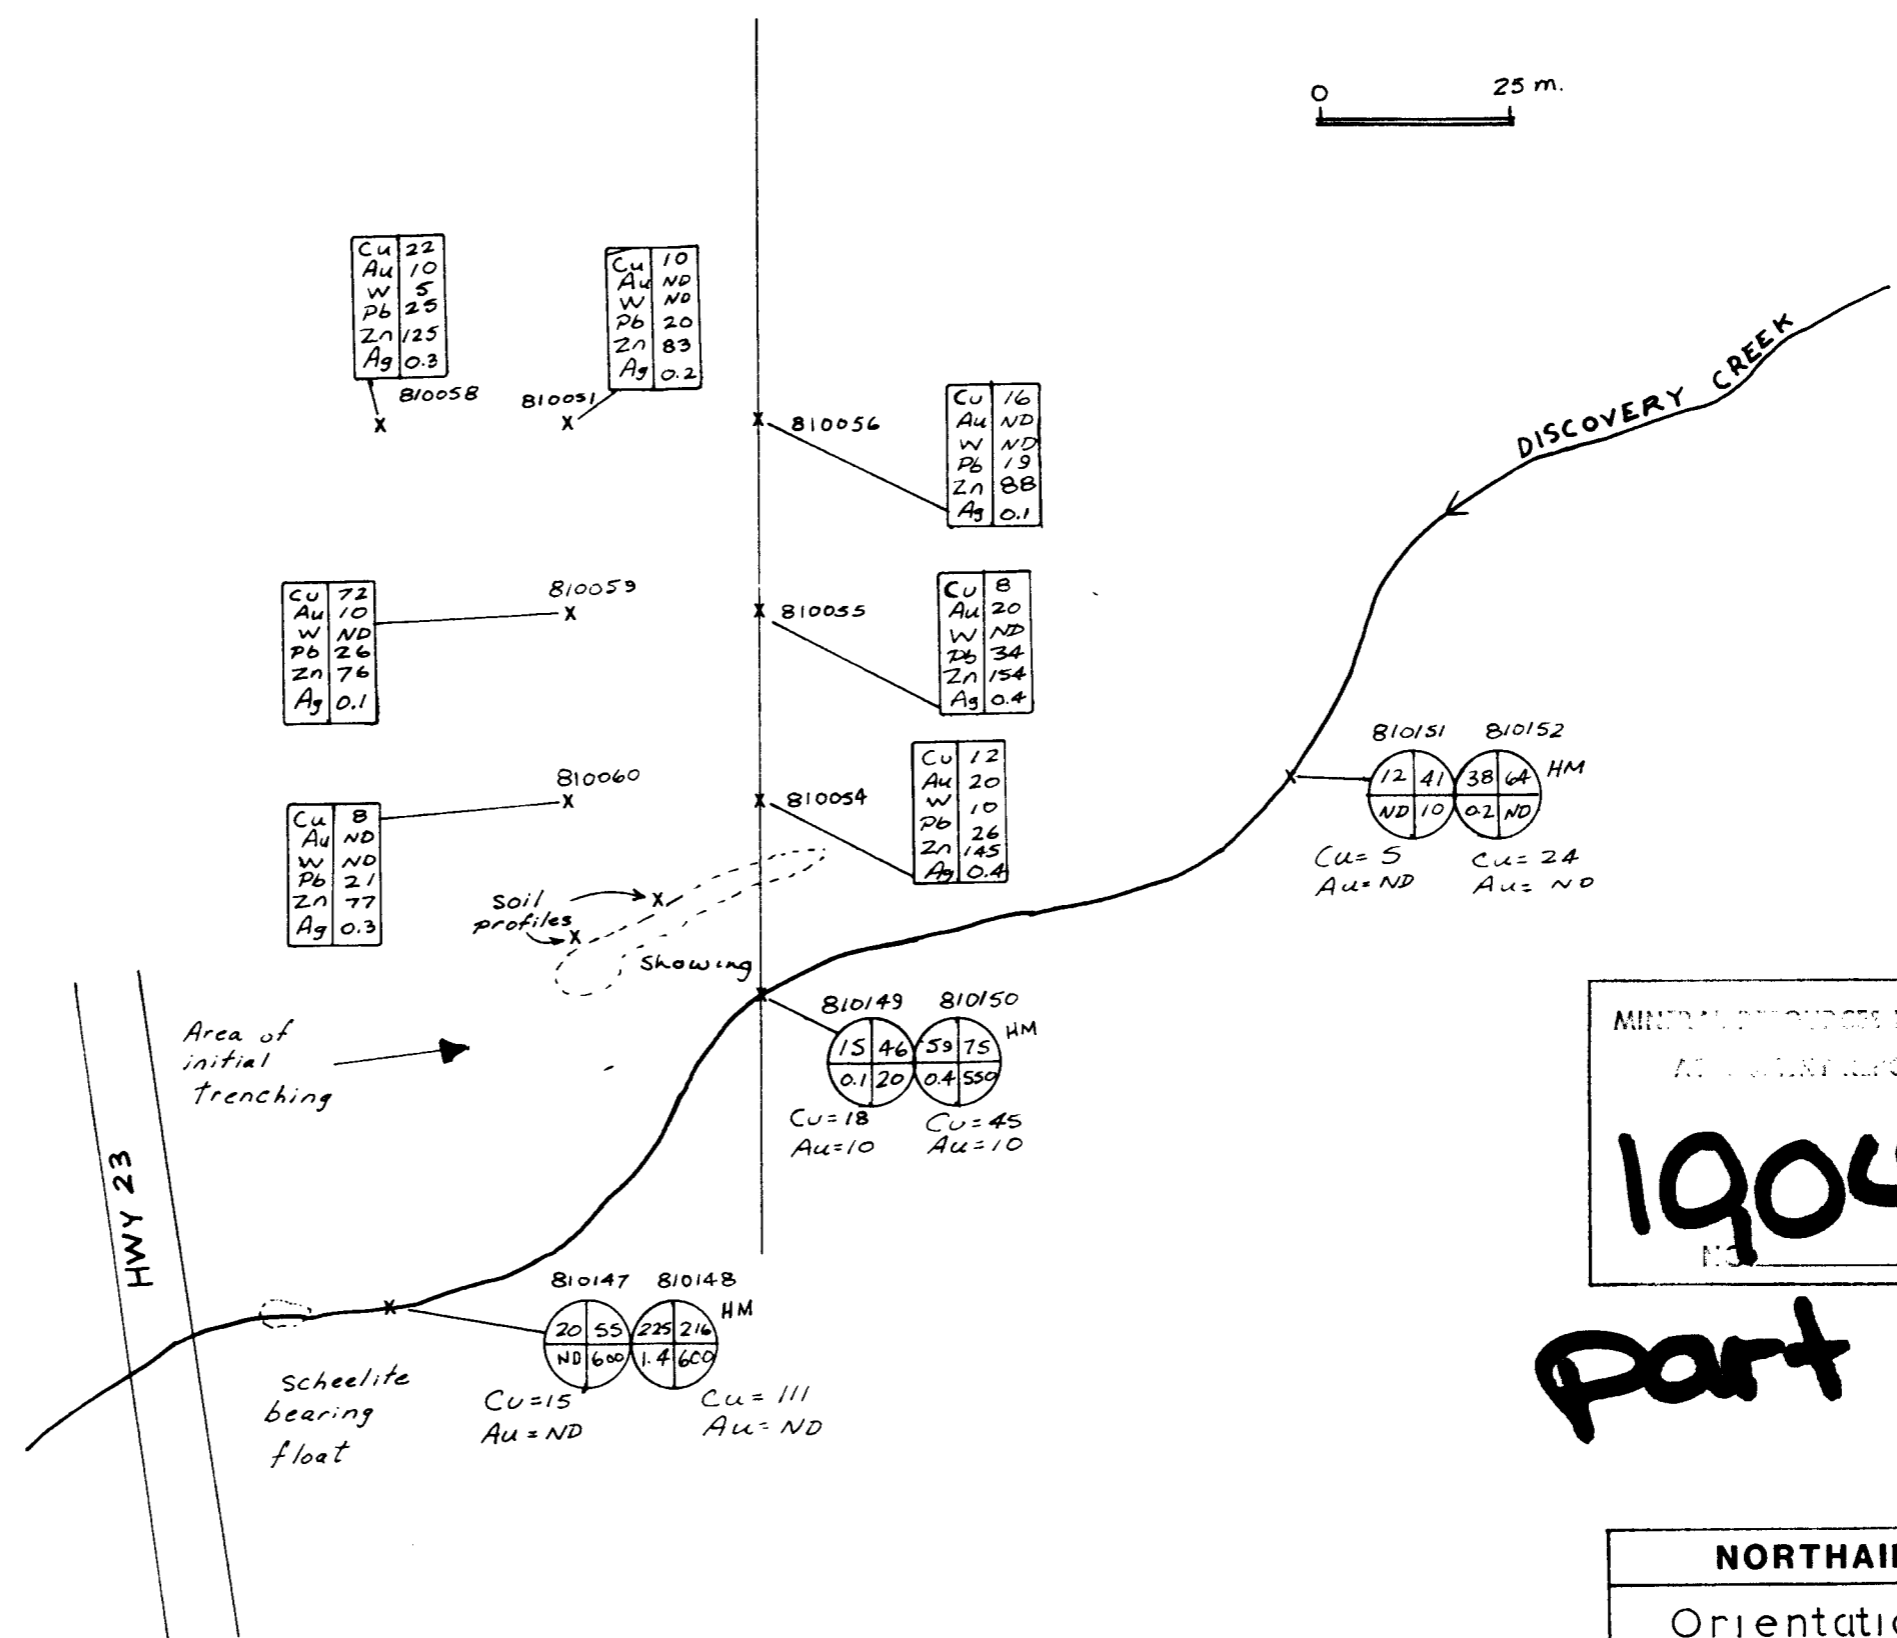 0 25 m.
Cu 22
Au 10
W 5
Pb 25
Zn 125
Ag 0.3
810058
Cu 10
Au ND
W ND
Pb 20
Zn 83
Ag 0.2
810051
810056
Cu 16
Au ND
W ND
Pb 19
Zn 88
Ag 0.1
DISCOVERY CREEK
810059
Cu 72
Au 10
W ND
Pb 26
Zn 76
Ag 0.1
810055
Cu 8
Au 20
W ND
Pb 34
Zn 154
Ag 0.4
810060
Cu 8
Au ND
W ND
Pb 21
Zn 77
Ag 0.3
810054
Cu 12
Au 20
W 10
Pb 26
Zn 145
Ag 0.4
810151 810152
12 41 38 64 HM
ND 10 0.2 ND
Cu= 5 Cu= 24
Au= ND Au= ND
soil
profiles
showing
810149 810150
15 46 59 75 HM
0.1 20 0.4 550
Cu=18 Cu=45
Au=10 Au=10
Area of
initial
trenching
HWY 23
810147 810148
20 55 225 216 HM
ND 600 1.4 600
Cu=15 Cu= 111
Au= ND Au= ND
scheelite
bearing
float
NO
part
NORTHAI
Orientatio